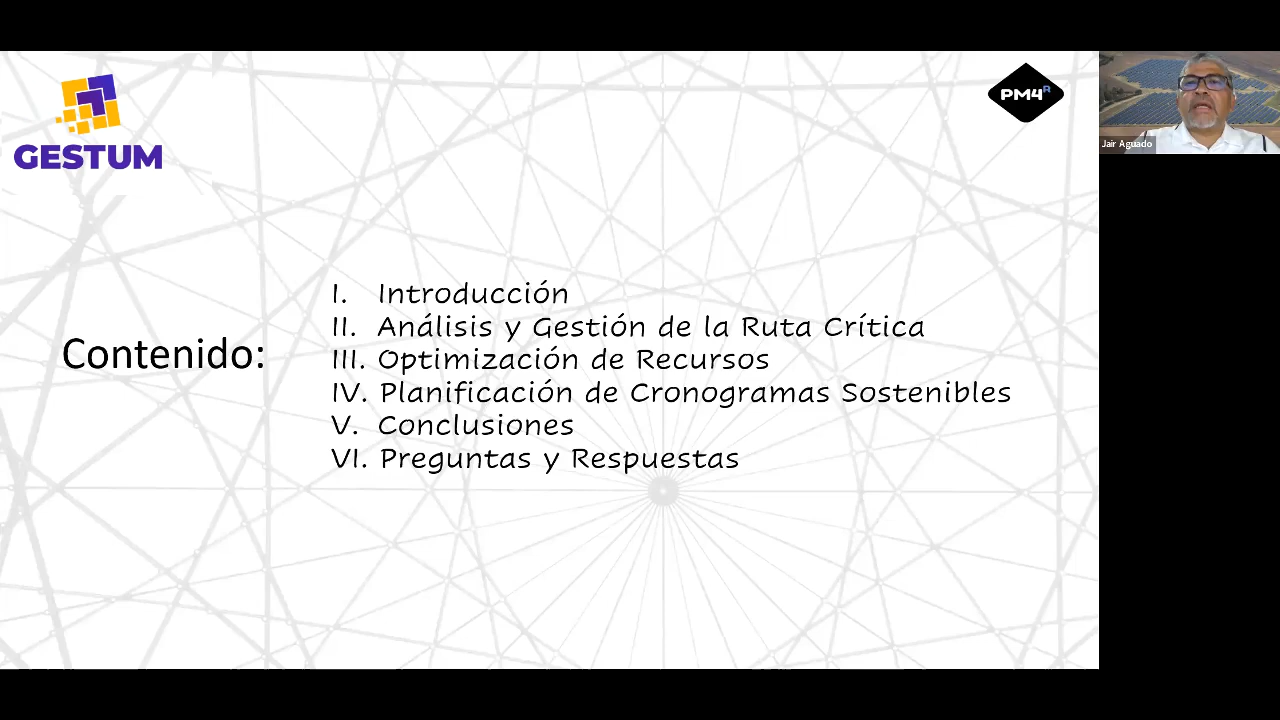 GESTUM
PM4R
Jair Aguado
Contenido:
I. Introducción
II. Análisis y Gestión de la Ruta Crítica
III. Optimización de Recursos
IV. Planificación de Cronogramas Sostenibles
V. Conclusiones
VI. Preguntas y Respuestas